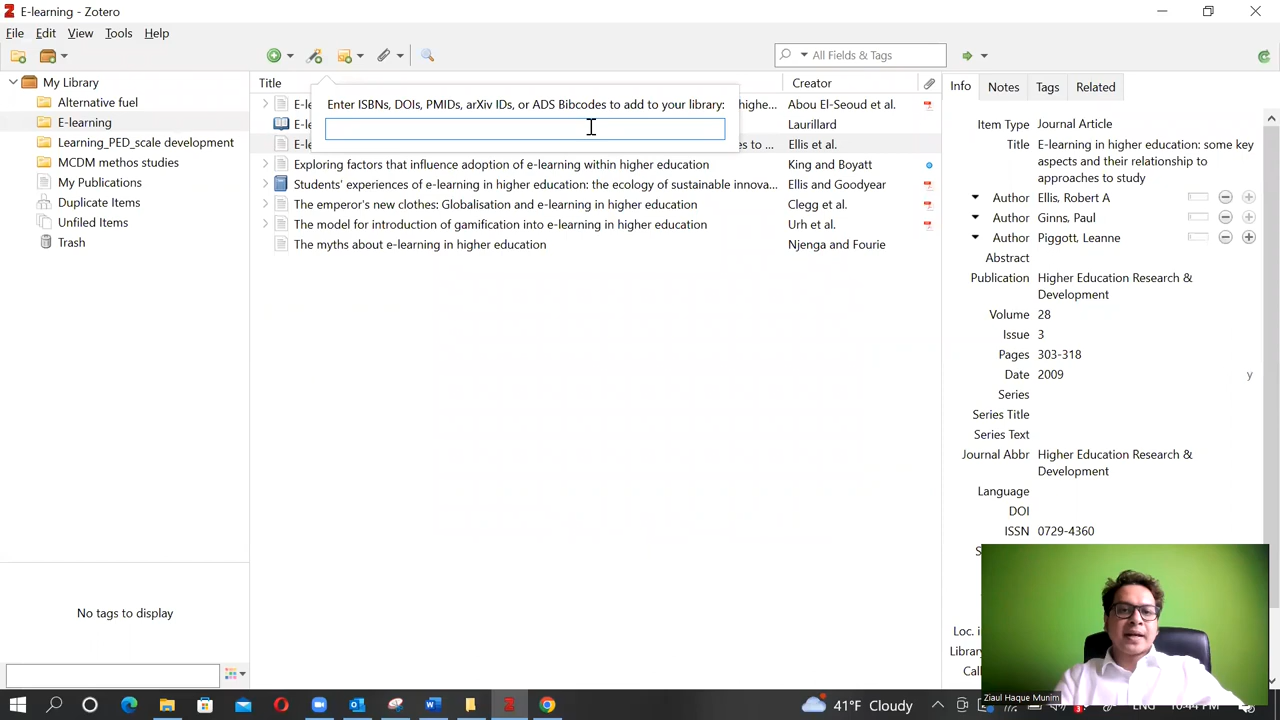 E-learning - Zotero
File Edit View Tools Help
All Fields & Tags
My Library
Alternative fuel
E-learning
Learning_PED_scale development
MCDM methos studies
My Publications
Duplicate Items
Unfiled Items
Trash
No tags to display
Title Creator
Enter ISBNs, DOIs, PMIDs, arXiv IDs, or ADS Bibcodes to add to your library:
E-le highe... Abou El-Seoud et al.
E-le Laurillard
E-le es to ... Ellis et al.
Exploring factors that influence adoption of e-learning within higher education King and Boyatt
Students' experiences of e-learning in higher education: the ecology of sustainable innova... Ellis and Goodyear
The emperor's new clothes: Globalisation and e-learning in higher education Clegg et al.
The model for introduction of gamification into e-learning in higher education Urh et al.
The myths about e-learning in higher education Njenga and Fourie
Info Notes Tags Related
Item Type Journal Article
Title E-learning in higher education: some key
aspects and their relationship to
approaches to study
Author Ellis, Robert A
Author Ginns, Paul
Author Piggott, Leanne
Abstract
Publication Higher Education Research &
Development
Volume 28
Issue 3
Pages 303-318
Date 2009 y
Series
Series Title
Series Text
Journal Abbr Higher Education Research &
Development
Language
DOI
ISSN 0729-4360
Loc. i
Library
Cal
Ziaul Haque Munim
41°F Cloudy